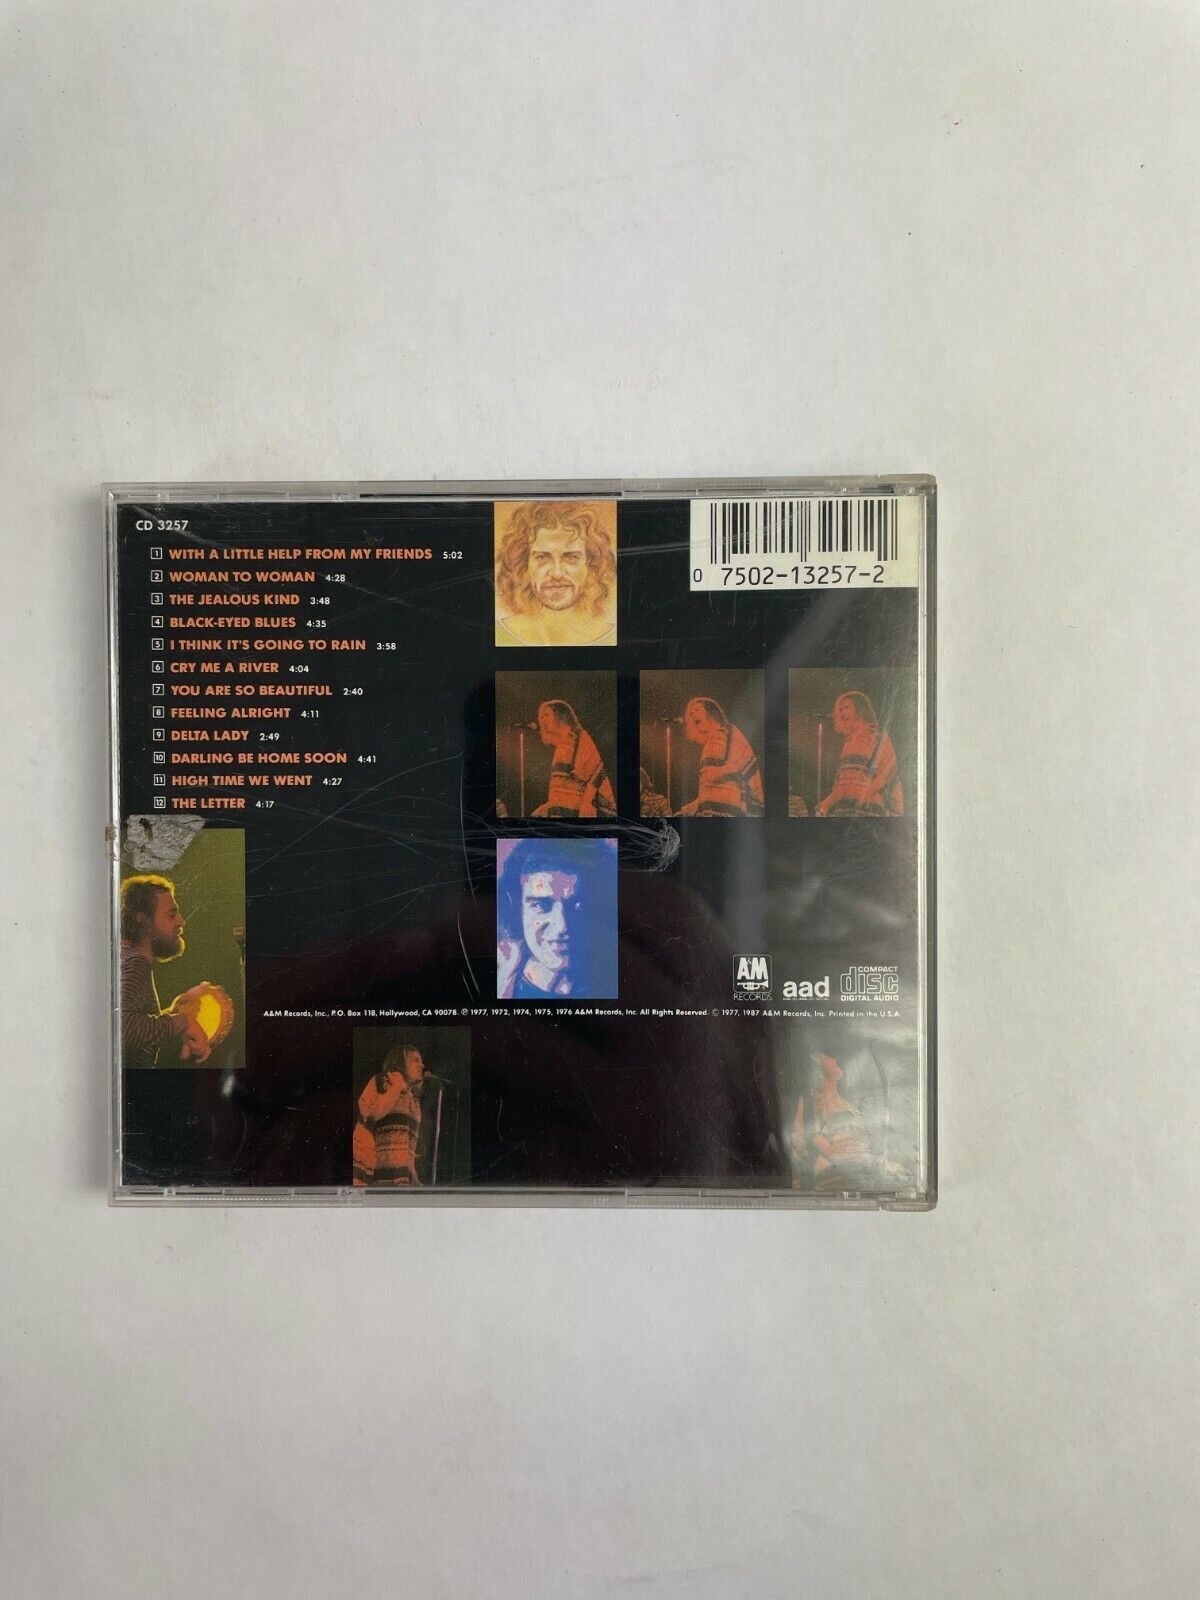 CD 3257
1 WITH A LITTLE HELP FROM MY FRIENDS 5:02
2 WOMAN TO WOMAN 4:28
3 THE JEALOUS KIND 3:48
4 BLACK-EYED BLUES 4:35
5 I THINK IT'S GOING TO RAIN 3:58
6 CRY ME A RIVER 4:04
7 YOU ARE SO BEAUTIFUL 2:40
8 FEELING ALRIGHT 4:11
9 DELTA LADY 2:49
10 DARLING BE HOME SOON 4:41
11 HIGH TIME WE WENT 4:27
12 THE LETTER 4:17
0 7502-13257-2
A&M RECORDS
aad
COMPACT disc DIGITAL AUDIO
A&M Records, Inc., P.O. Box 118, Hollywood, CA 90078. ℗ 1977, 1972, 1974, 1975, 1976 A&M Records, Inc. All Rights Reserved. © 1977, 1987 A&M Records, Inc. Printed in the U.S.A.